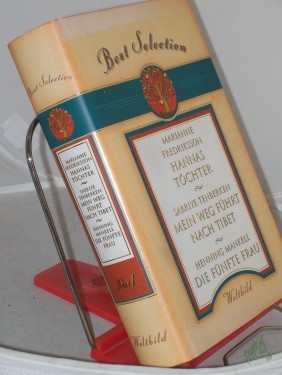 Best Selection
MARIANNE
FREDRIKSSON
HANNAS
TÖCHTER
SABRIYE TENBERKEN
MEIN WEG FÜHRT
NACH TIBET
HENNING MANKELL
DIE FÜNFTE FRAU
Weltbild
Best Selection
MARIANNE
FREDRIKSSON
HANNAS
TÖCHTER
SABRIYE TENBERKEN
MEIN WEG
FÜHRT
NACH TIBET
HENNING MANKELL
DIE FÜNFTE
FRAU
3in1
Weltbild